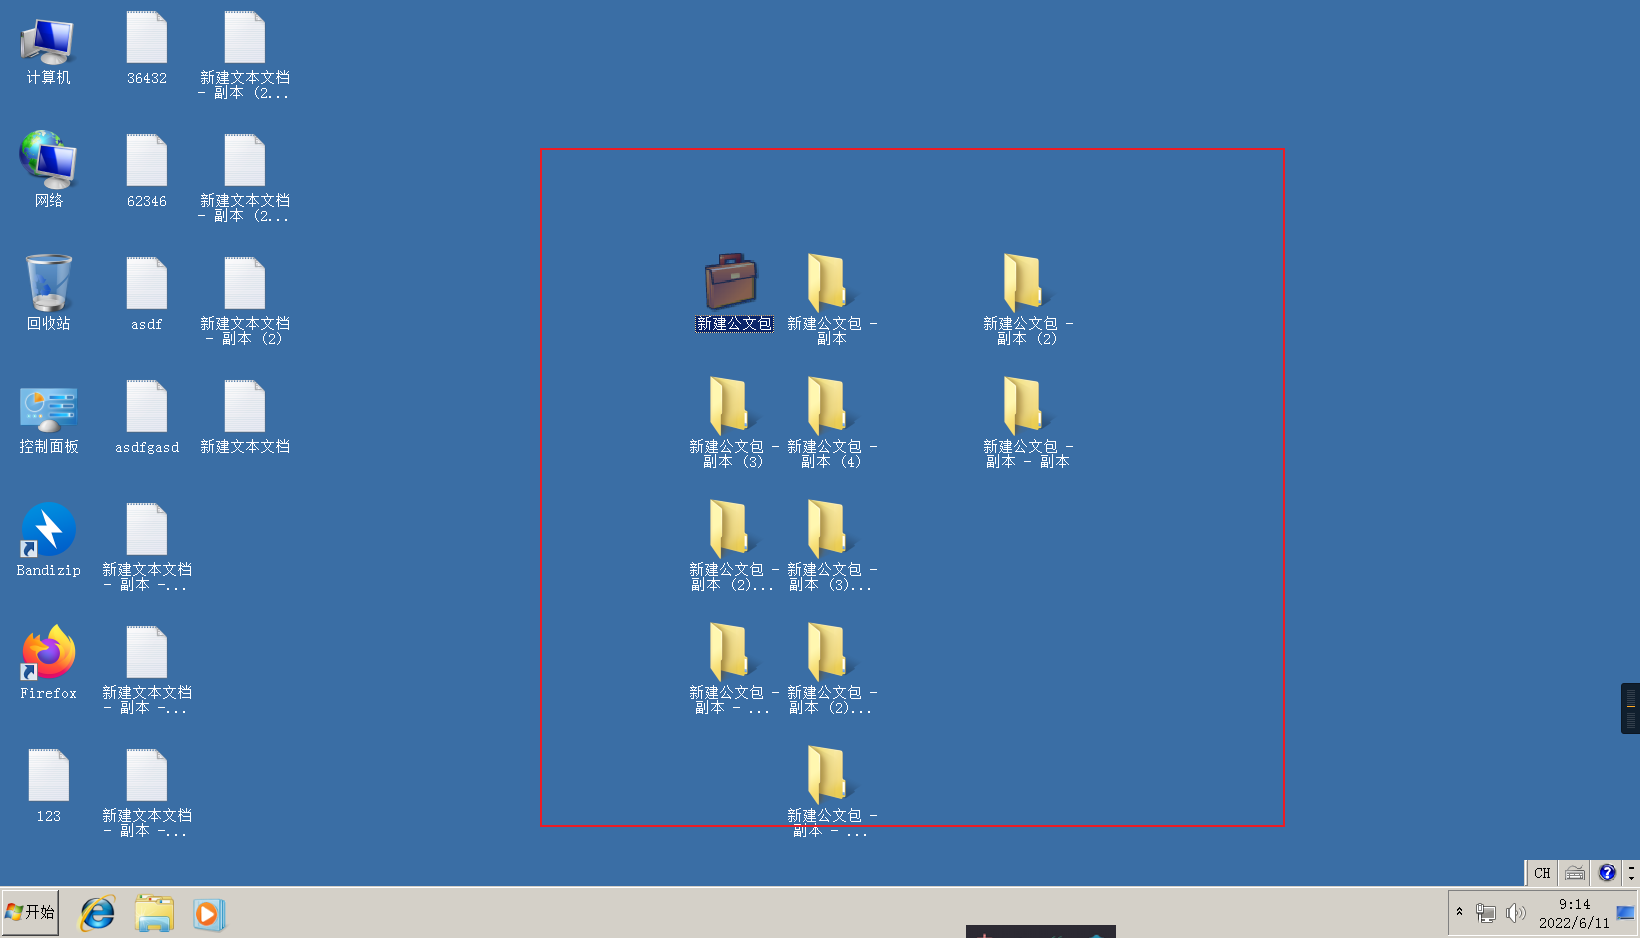 计算机
网络
回收站
控制面板
Bandizip
Firefox
123
36432
62346
asdf
asdfgasd
新建文本文档
- 副本 -...
新建文本文档
- 副本 -...
新建文本文档
- 副本 -...
新建文本文档
- 副本 (2...
新建文本文档
- 副本 (2...
新建文本文档
- 副本 (2)
新建文本文档
新建公文包
新建公文包 -
副本 (3)
新建公文包 -
副本 (2)...
新建公文包 -
副本 - ...
新建公文包 -
副本
新建公文包 -
副本 (4)
新建公文包 -
副本 (3)...
新建公文包 -
副本 (2)...
新建公文包 -
副本 - ...
新建公文包 -
副本 (2)
新建公文包 -
副本 - 副本
CH
开始
9:14
2022/6/11